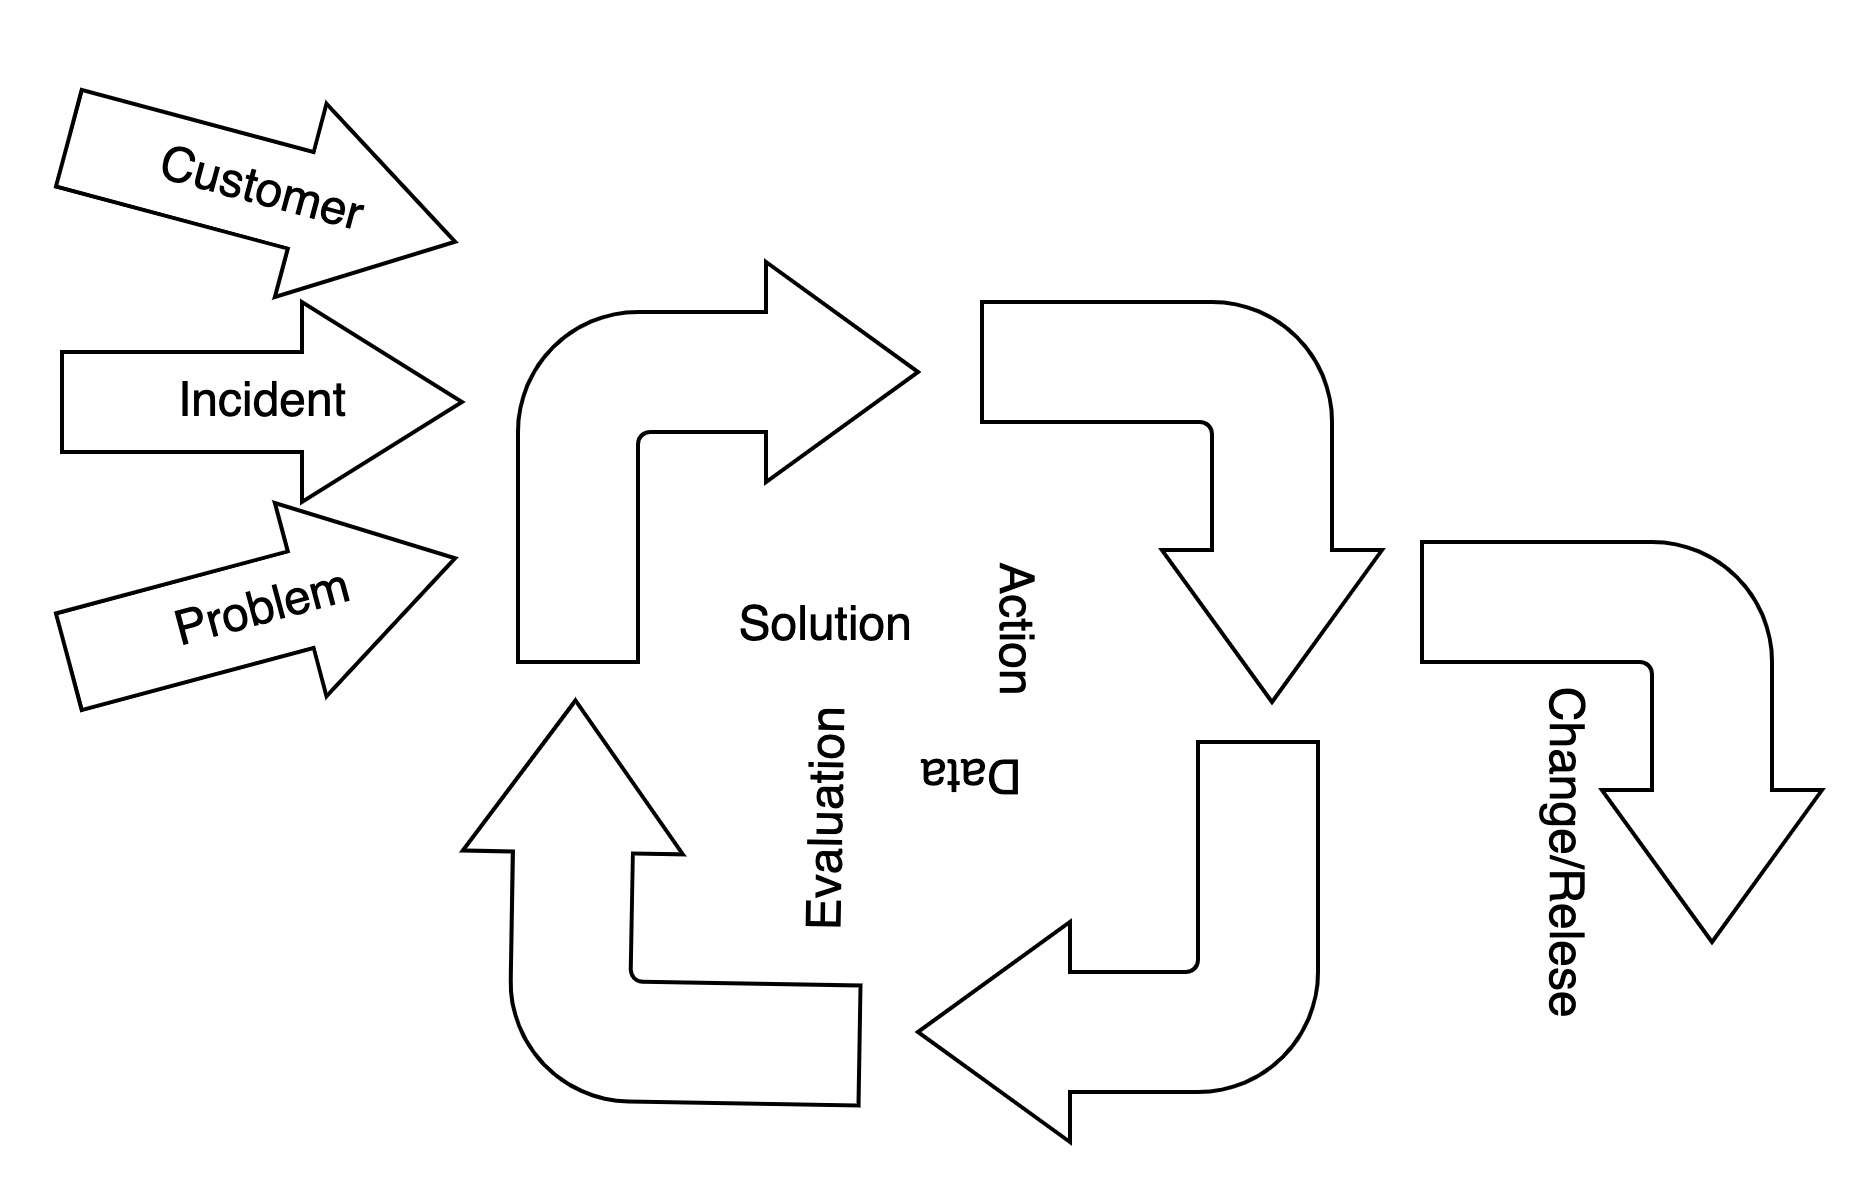 Customer
Incident
Problem
Solution
Action
Data
Evaluation
Change/Relese